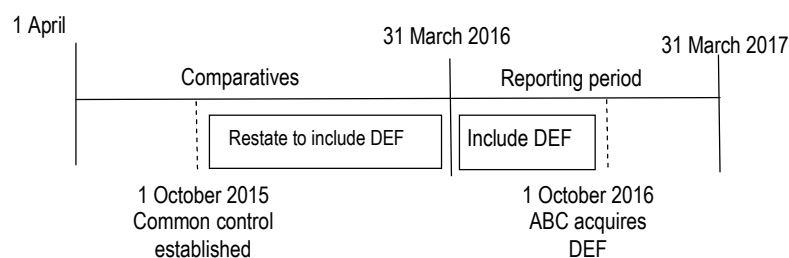 1 April
31 March 2016
31 March 2017
Comparatives
Reporting period
Restate to include DEF
Include DEF
1 October 2015
Common control
established
1 October 2016
ABC acquires
DEF